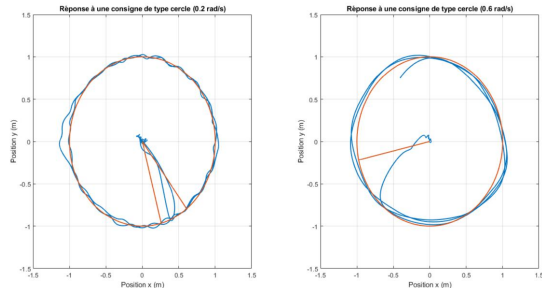 Rèponse à une consigne de type cercle (0.2 rad/s)
1.5
1
0.5
0
-0.5
-1
-1.5
Position y (m)
-1.5 -1 -0.5 0 0.5 1 1.5
Position x (m)
Rèponse à une consigne de type cercle (0.6 rad/s)
1.5
1
0.5
0
-0.5
-1
-1.5
Position y (m)
-1.5 -1 -0.5 0 0.5 1 1.5
Position x (m)